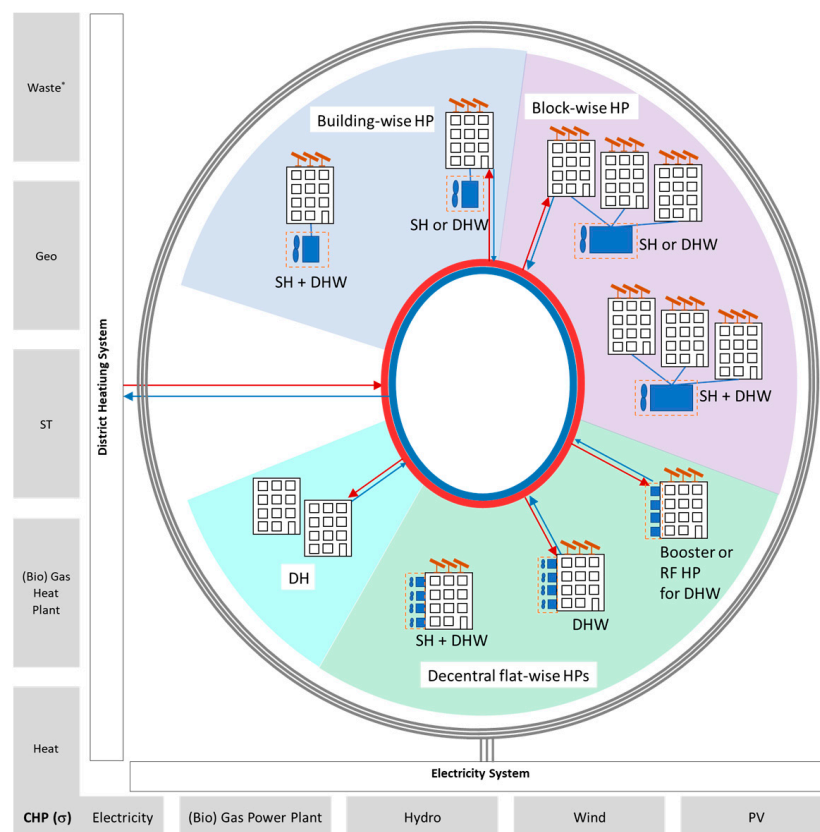 Waste*
Geo
ST
(Bio) Gas
Heat
Plant
Heat
District Heatiung System
Building-wise HP
Block-wise HP
SH or DHW
SH + DHW
SH or DHW
SH + DHW
DH
SH + DHW
DHW
Booster or
RF HP
for DHW
Decentral flat-wise HPs
Electricity System
CHP (σ)
Electricity
(Bio) Gas Power Plant
Hydro
Wind
PV